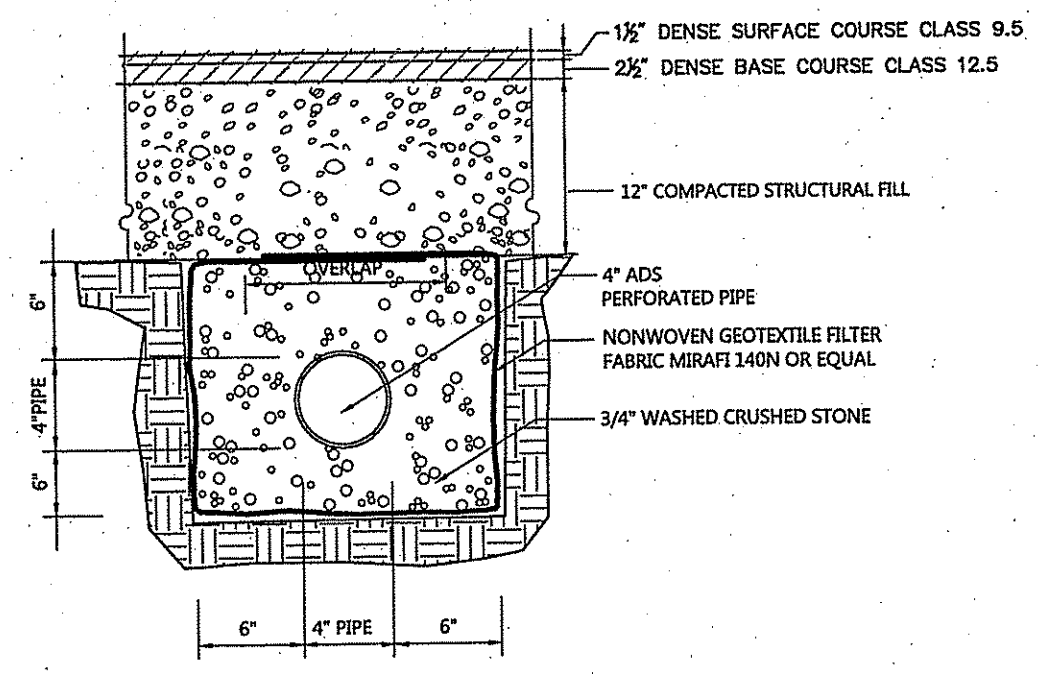 1½" DENSE SURFACE COURSE CLASS 9.5
2½" DENSE BASE COURSE CLASS 12.5
12" COMPACTED STRUCTURAL FILL
OVERLAP
4" ADS
PERFORATED PIPE
NONWOVEN GEOTEXTILE FILTER
FABRIC MIRAFI 140N OR EQUAL
3/4" WASHED CRUSHED STONE
6"
4"PIPE
6"
6"
4" PIPE
6"